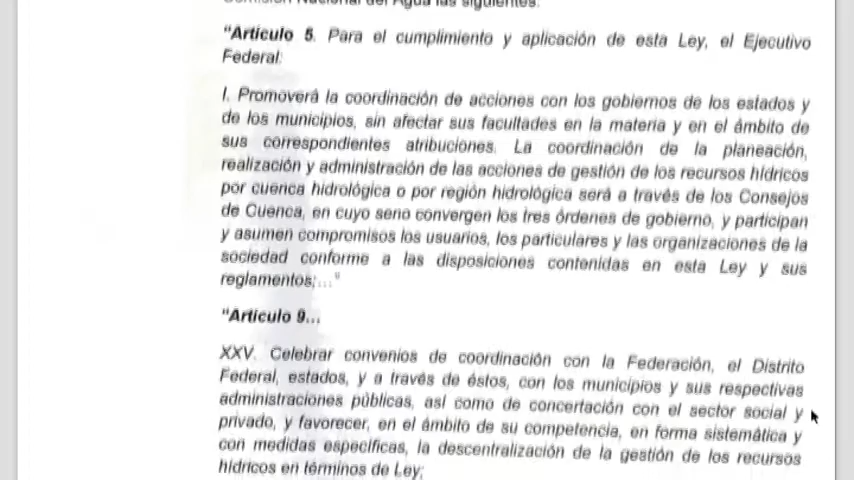 Comisión Nacional del Agua las siguientes:
"Artículo 5. Para el cumplimiento y aplicación de esta Ley, el Ejecutivo
Federal:
I. Promoverá la coordinación de acciones con los gobiernos de los estados y
de los municipios, sin afectar sus facultades en la materia y en el ámbito de
sus correspondientes atribuciones. La coordinación de la planeación,
realización y administración de las acciones de gestión de los recursos hídricos
por cuenca hidrológica o por región hidrológica será a través de los Consejos
de Cuenca, en cuyo seno convergen los tres órdenes de gobierno, y participan
y asumen compromisos los usuarios, los particulares y las organizaciones de la
sociedad conforme a las disposiciones contenidas en esta Ley y sus
reglamentos;..."
"Artículo 9...
XXV. Celebrar convenios de coordinación con la Federación, el Distrito
Federal, estados, y a través de éstos, con los municipios y sus respectivas
administraciones públicas, así como de concertación con el sector social y
privado, y favorecer, en el ámbito de su competencia, en forma sistemática y
con medidas específicas, la descentralización de la gestión de los recursos
hídricos en términos de Ley;